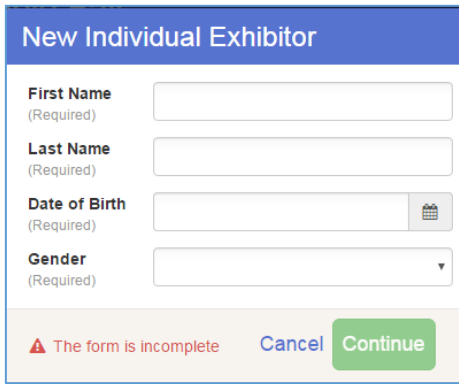 New Individual Exhibitor
First Name
(Required)
Last Name
(Required)
Date of Birth
(Required)
Gender
(Required)
The form is incomplete Cancel Continue